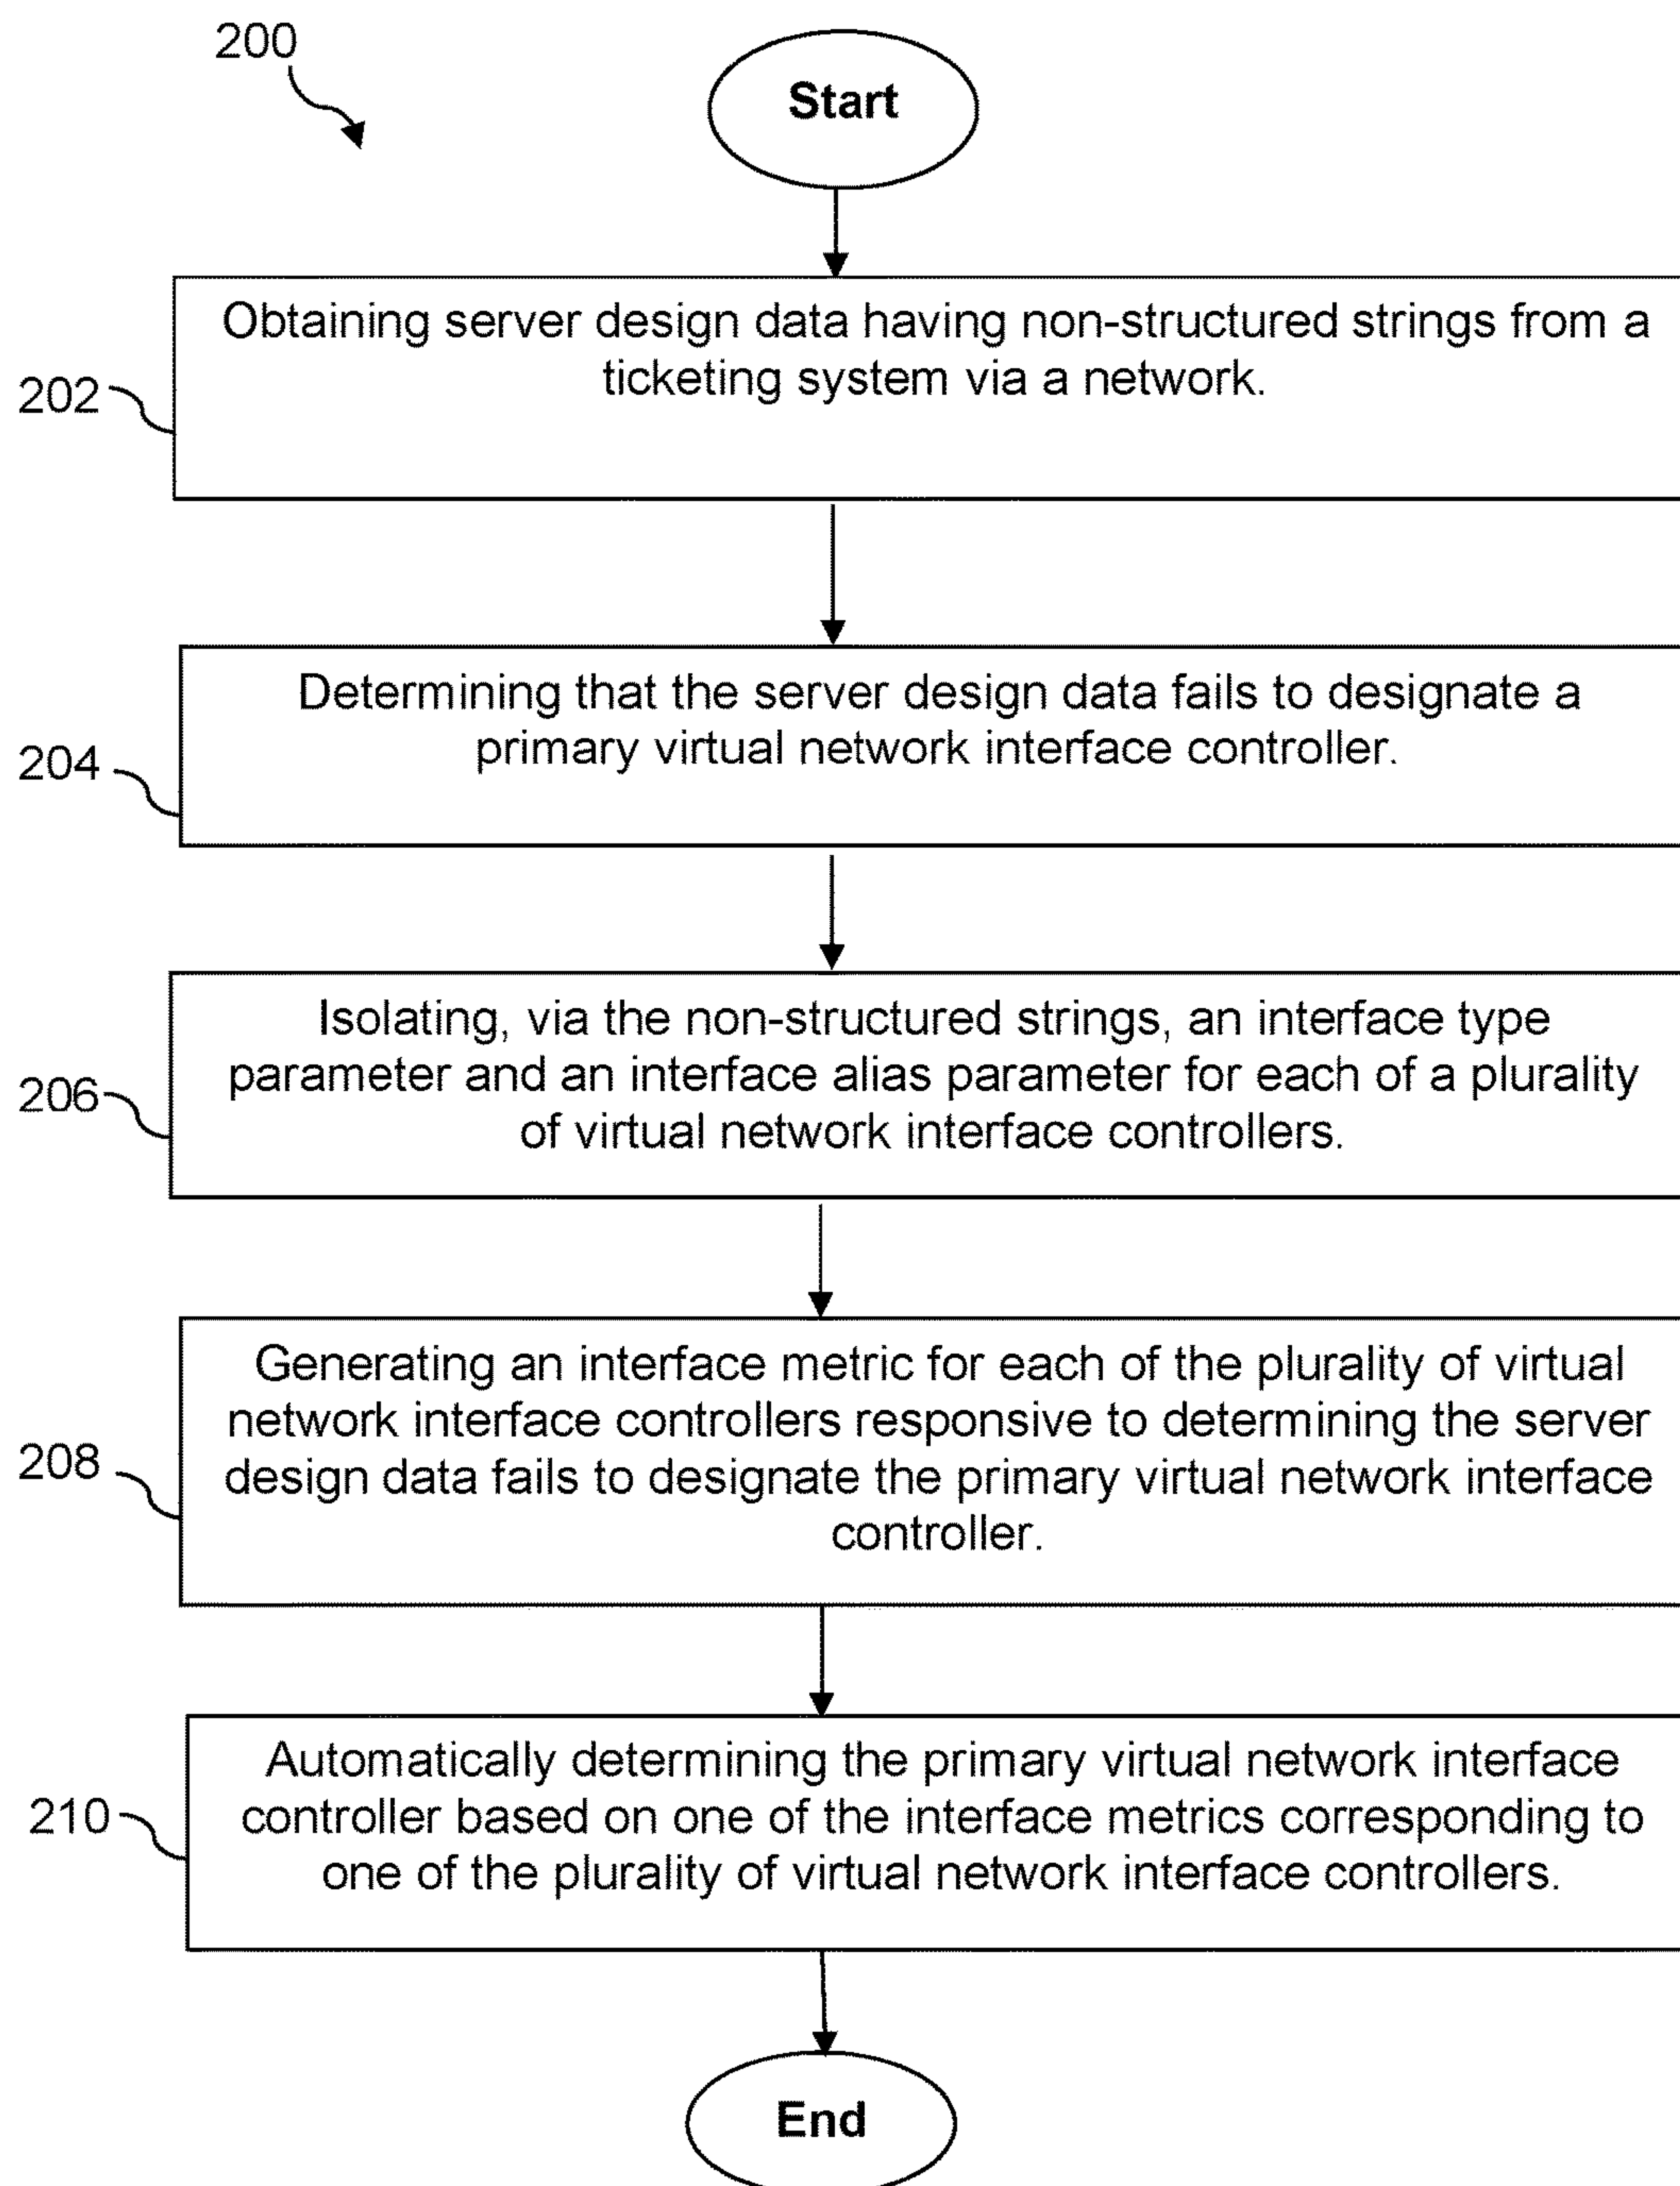 200
Start
Obtaining server design data having non-structured strings from a
ticketing system via a network.
202
Determining that the server design data fails to designate a
primary virtual network interface controller.
204
Isolating, via the non-structured strings, an interface type
parameter and an interface alias parameter for each of a plurality
of virtual network interface controllers.
206
Generating an interface metric for each of the plurality of virtual
network interface controllers responsive to determining the server
design data fails to designate the primary virtual network interface
controller.
208
Automatically determining the primary virtual network interface
controller based on one of the interface metrics corresponding to
one of the plurality of virtual network interface controllers.
210
End